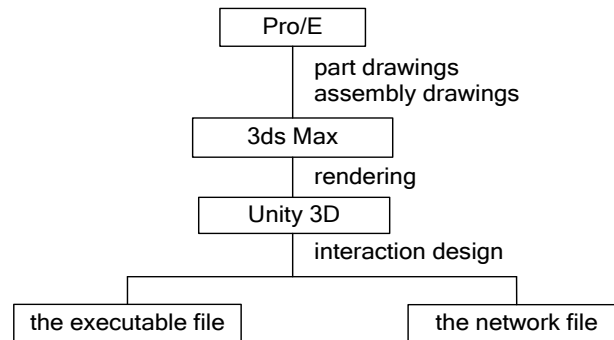 Pro/E
part drawings
assembly drawings
3ds Max
rendering
Unity 3D
interaction design
the executable file
the network file